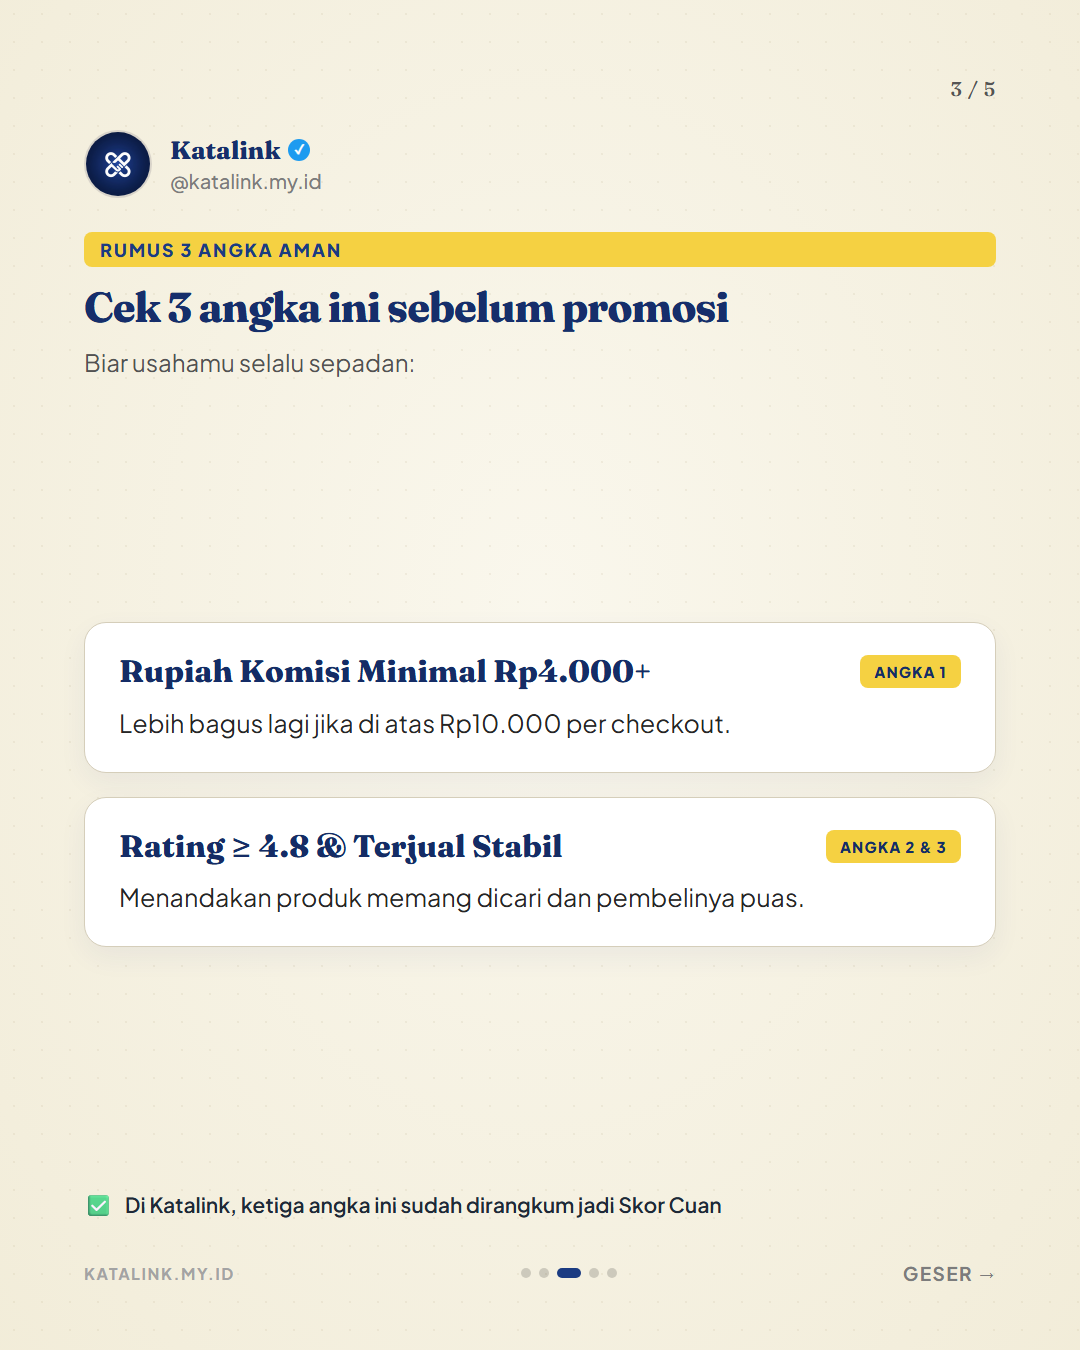 3 / 5
Katalink
@katalink.my.id
RUMUS 3 ANGKA AMAN
Cek 3 angka ini sebelum promosi
Biar usahamu selalu sepadan:
Rupiah Komisi Minimal Rp4.000+
ANGKA 1
Lebih bagus lagi jika di atas Rp10.000 per checkout.
Rating ≥ 4.8 & Terjual Stabil
ANGKA 2 & 3
Menandakan produk memang dicari dan pembelinya puas.
✅ Di Katalink, ketiga angka ini sudah dirangkum jadi Skor Cuan
KATALINK.MY.ID
GESER →